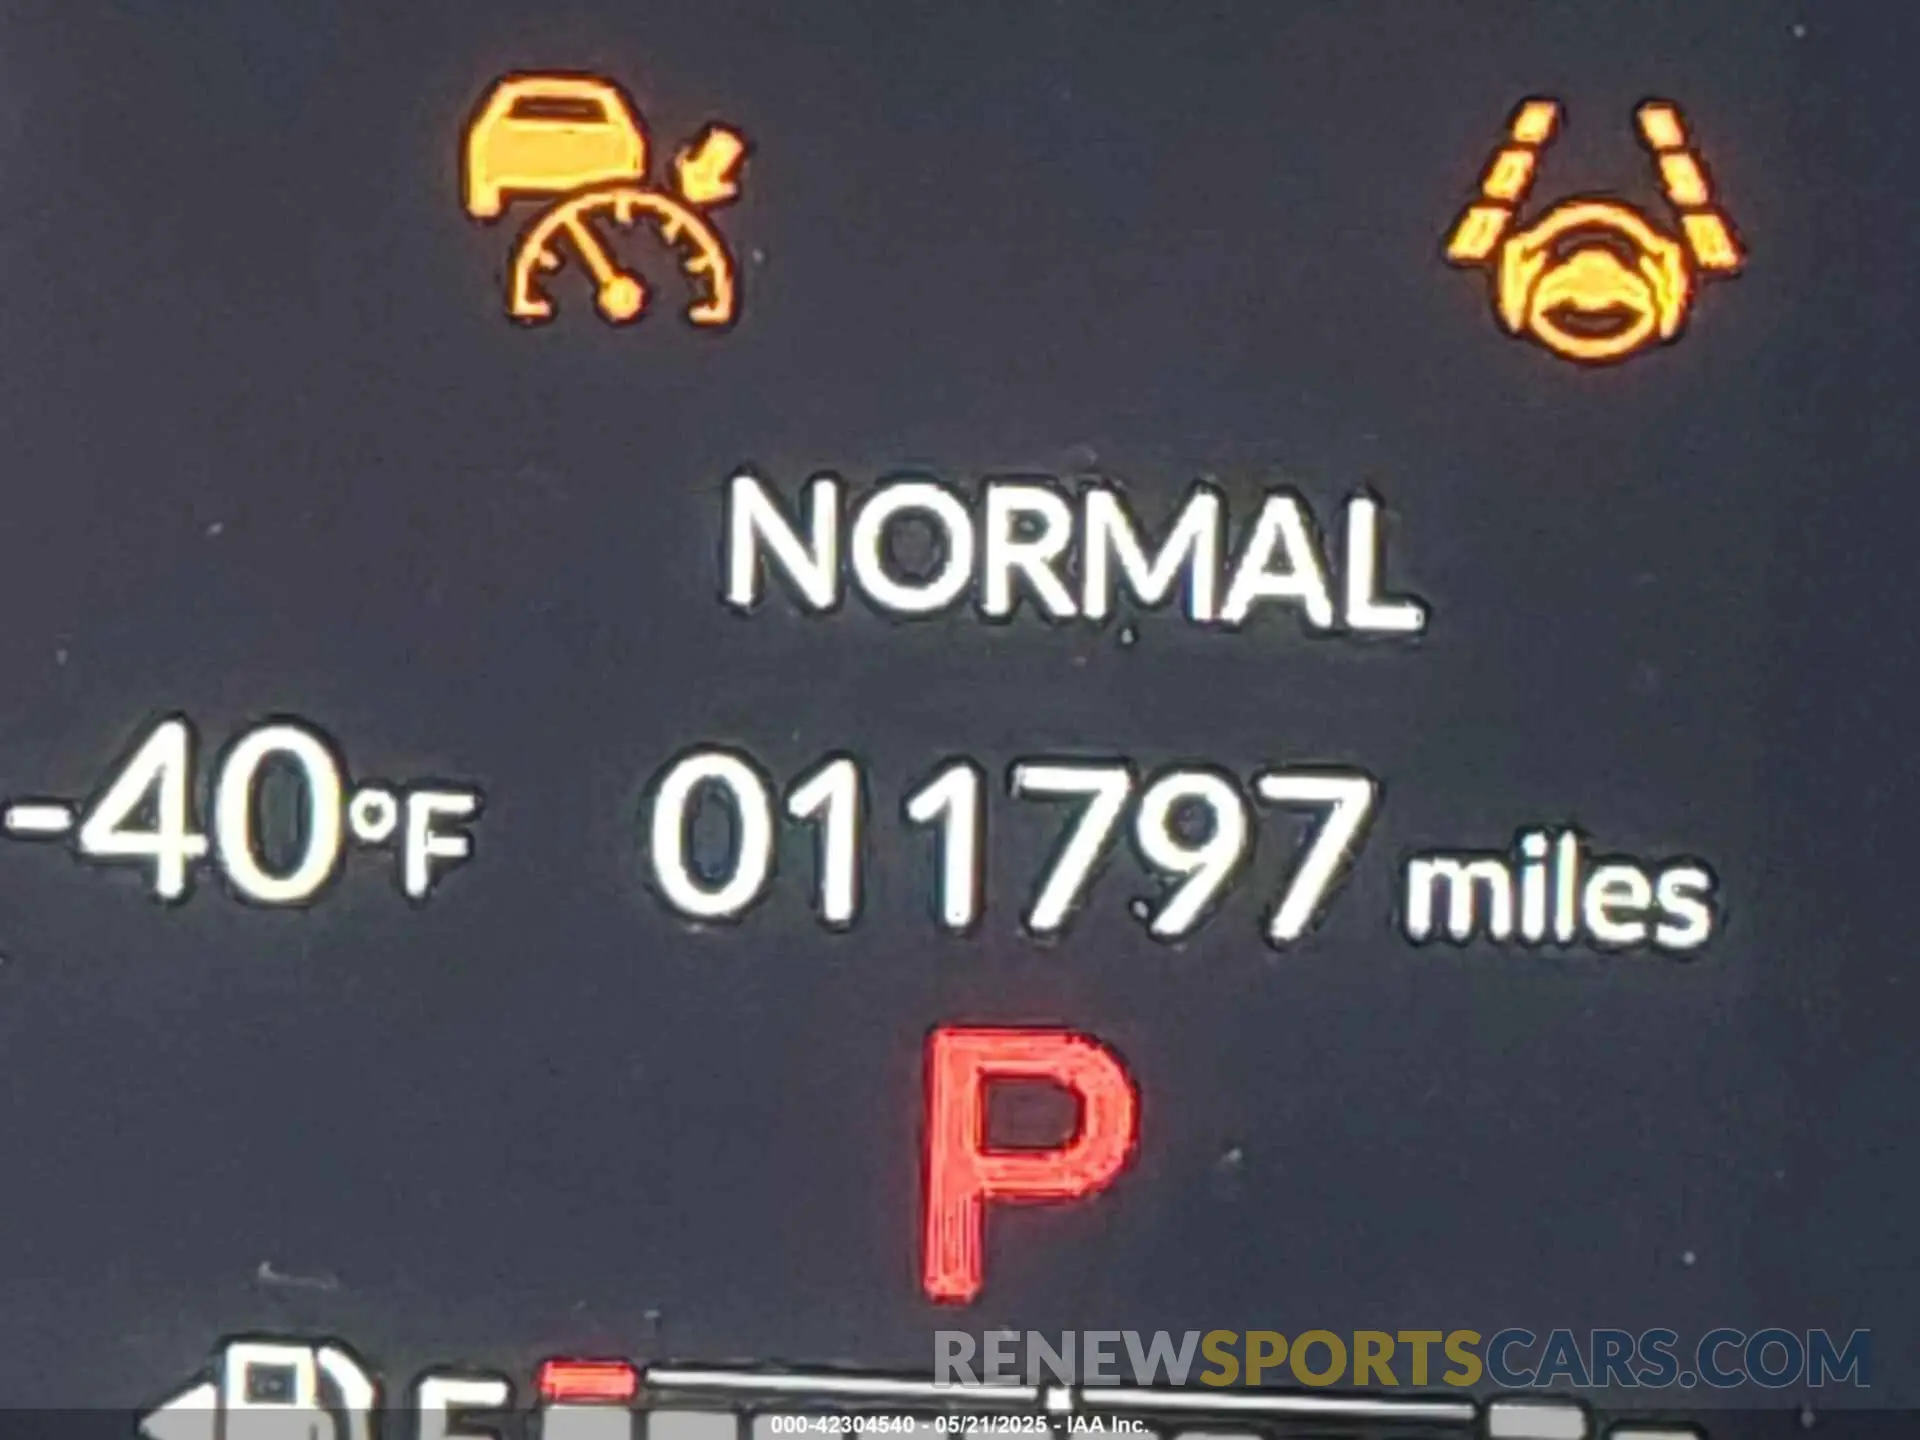 NORMAL
-40°F 011797 miles
P
RENEWSPORTSCARS.COM
E
000-42304540 - 05/21/2025 - IAA Inc.